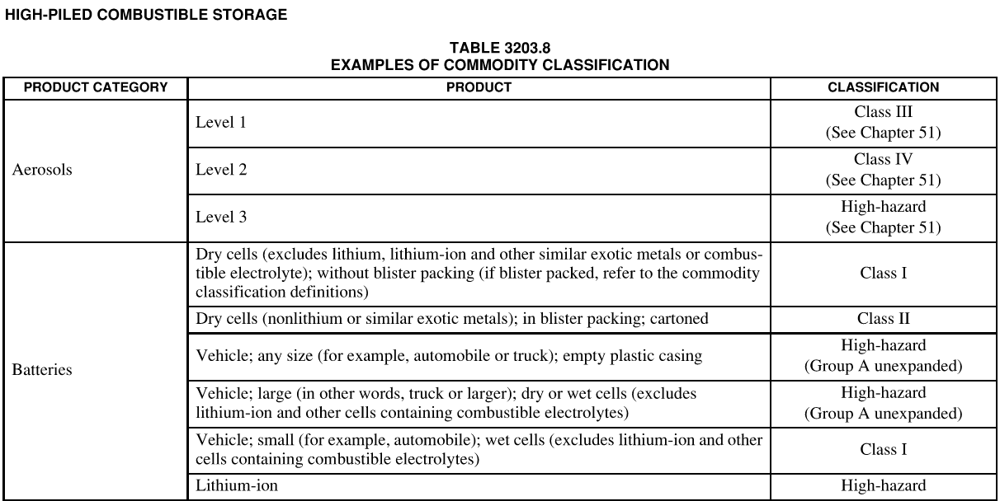 HIGH-PILED COMBUSTIBLE STORAGE
TABLE 3203.8
EXAMPLES OF COMMODITY CLASSIFICATION
PRODUCT CATEGORY PRODUCT CLASSIFICATION
Aerosols
Level 1
Class III
(See Chapter 51)
Level 2
Class IV
(See Chapter 51)
Level 3
High-hazard
(See Chapter 51)
Batteries
Dry cells (excludes lithium, lithium-ion and other similar exotic metals or combus-
tible electrolyte); without blister packing (if blister packed, refer to the commodity
classification definitions)
Class I
Dry cells (nonlithium or similar exotic metals); in blister packing; cartoned
Class II
Vehicle; any size (for example, automobile or truck); empty plastic casing
High-hazard
(Group A unexpanded)
Vehicle; large (in other words, truck or larger); dry or wet cells (excludes
lithium-ion and other cells containing combustible electrolytes)
High-hazard
(Group A unexpanded)
Vehicle; small (for example, automobile); wet cells (excludes lithium-ion and other
cells containing combustible electrolytes)
Class I
Lithium-ion
High-hazard